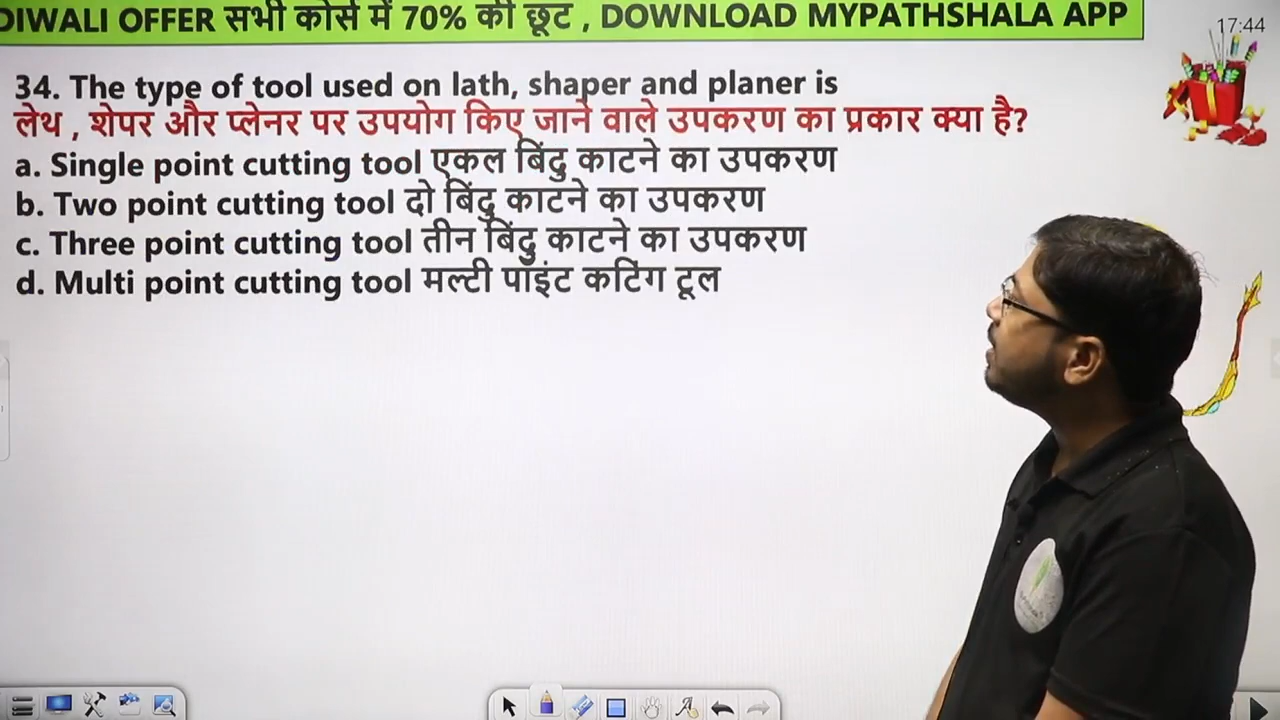 DIWALI OFFER सभी कोर्स में 70% की छूट , DOWNLOAD MYPATHSHALA APP
17:44
34. The type of tool used on lath, shaper and planer is
लेथ , शेपर और प्लेनर पर उपयोग किए जाने वाले उपकरण का प्रकार क्या है?
a. Single point cutting tool एकल बिंदु काटने का उपकरण
b. Two point cutting tool दो बिंदु काटने का उपकरण
c. Three point cutting tool तीन बिंदु काटने का उपकरण
d. Multi point cutting tool मल्टी पॉइंट कटिंग टूल